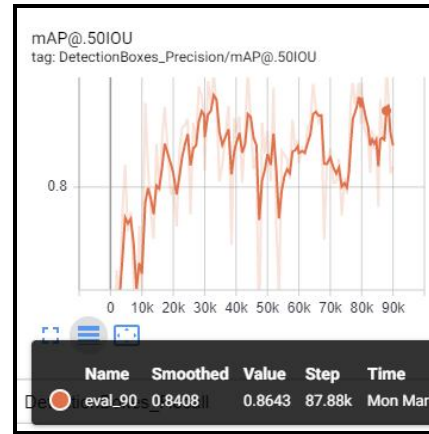 mAP@.50IOU
tag: DetectionBoxes_Precision/mAP@.50IOU
0.8
0 10k 20k 30k 40k 50k 60k 70k 80k 90k
Name Smoothed Value Step Time
eval_90 0.8408 0.8643 87.88k Mon Mar